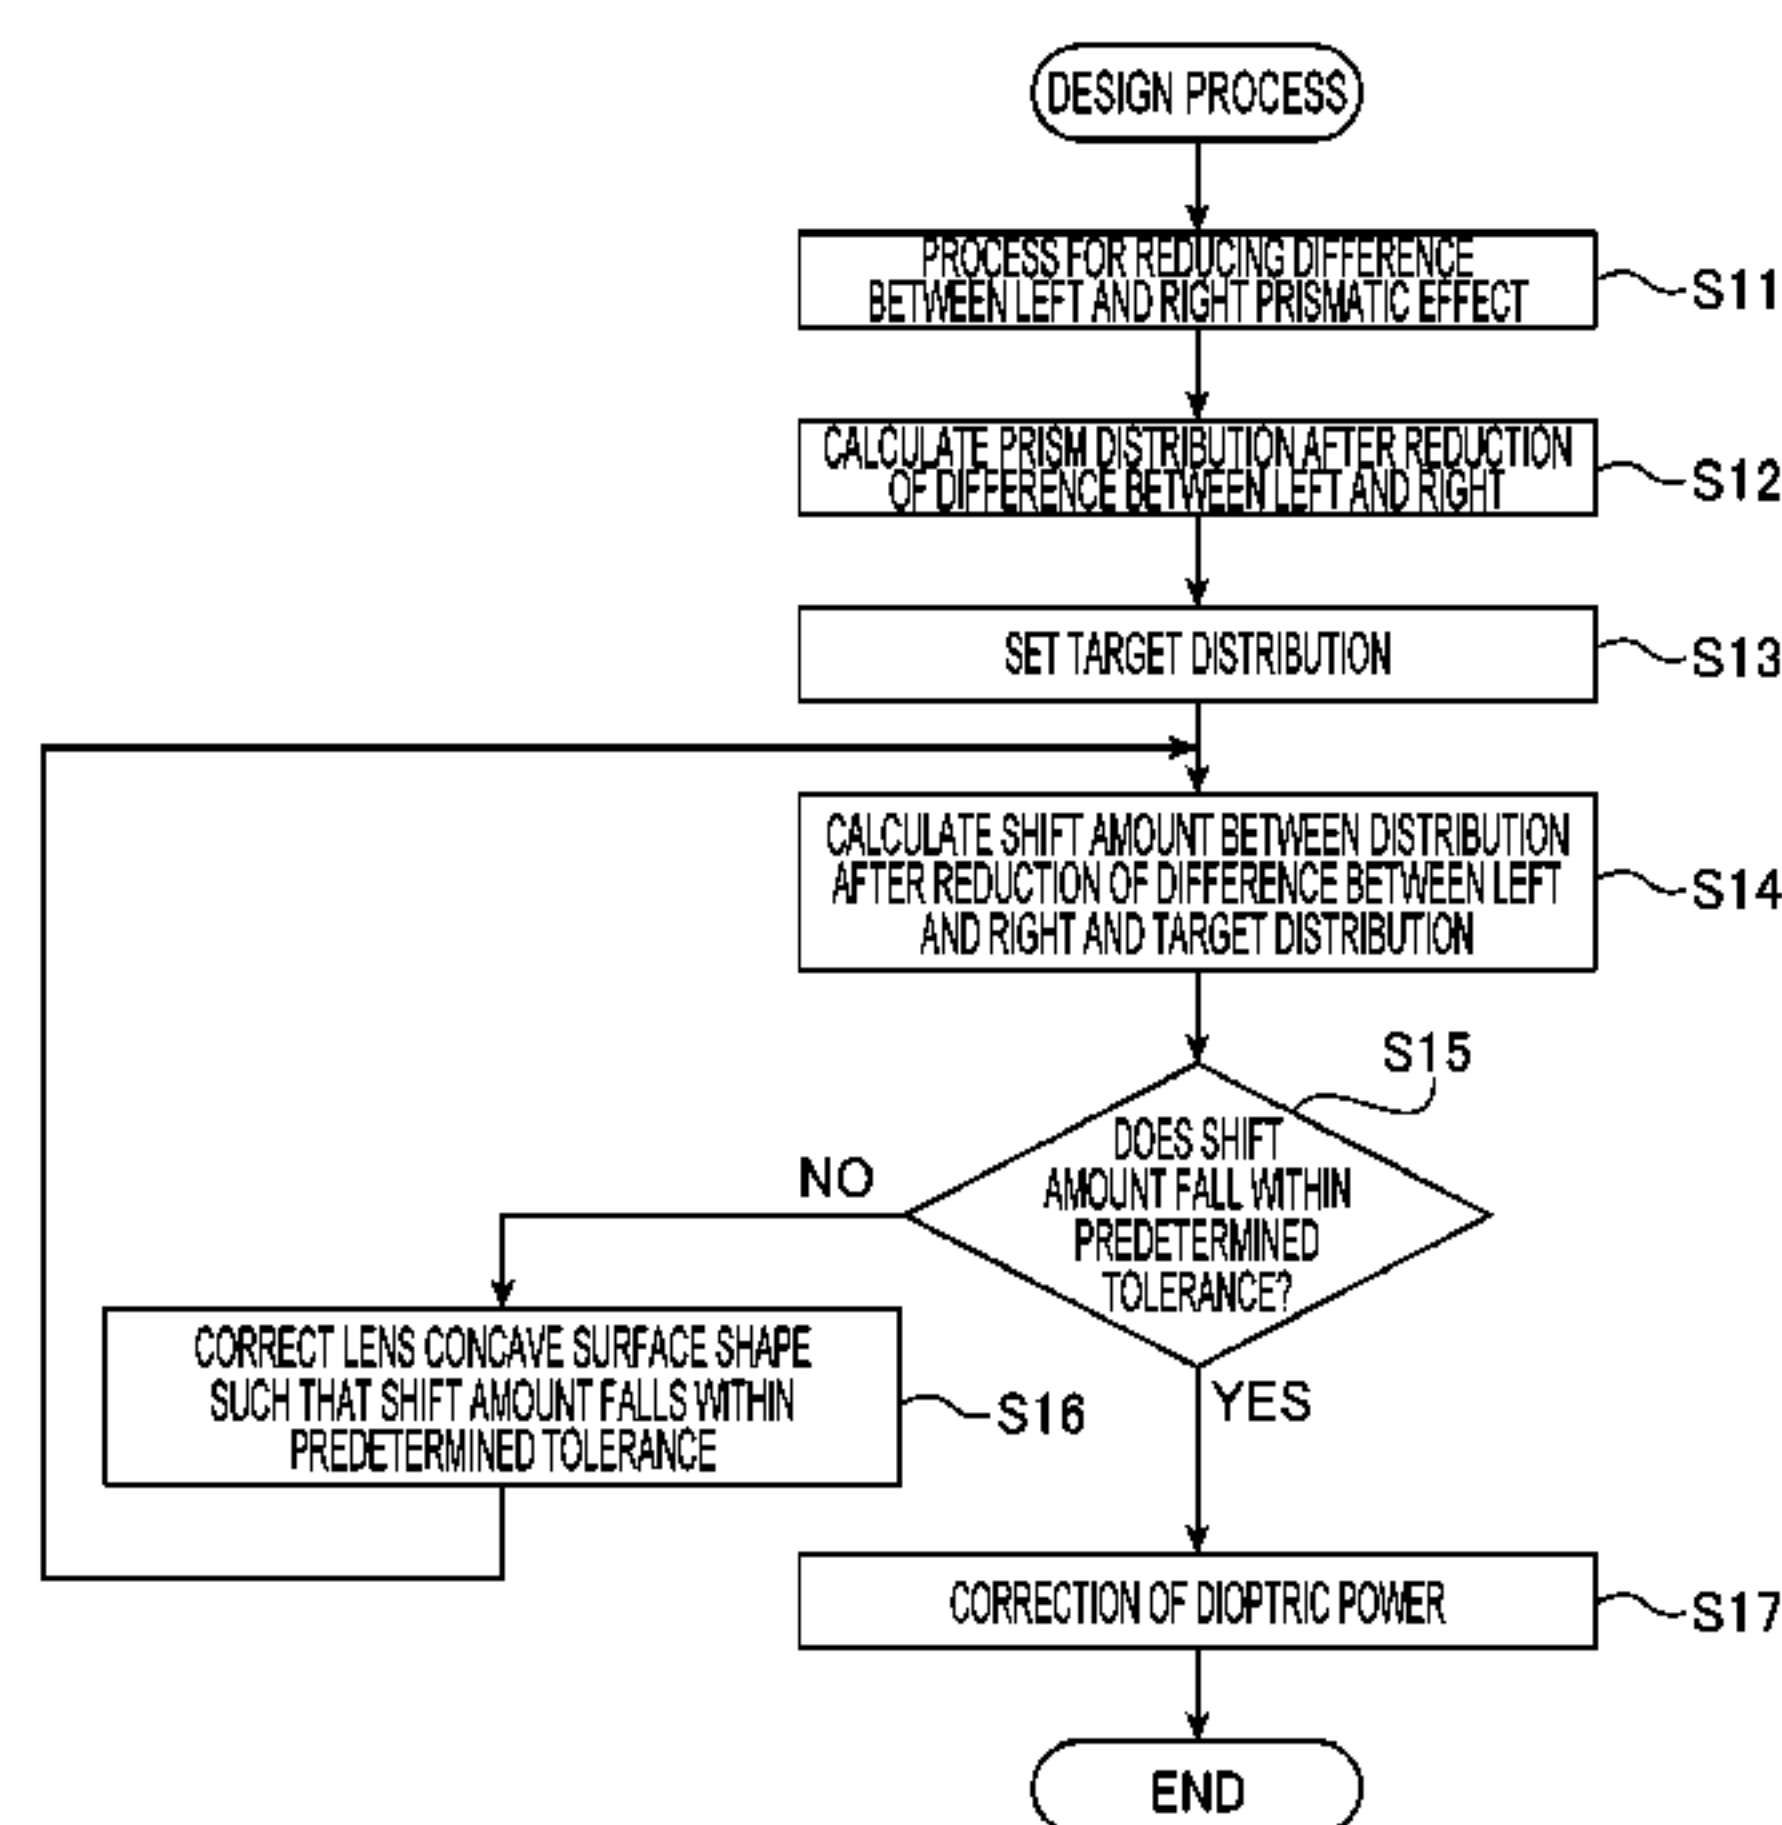 DESIGN PROCESS
PROCESS FOR REDUCING DIFFERENCE
BETWEEN LEFT AND RIGHT PRISMATIC EFFECT
S11
CALCULATE PRISM DISTRIBUTION AFTER REDUCTION
OF DIFFERENCE BETWEEN LEFT AND RIGHT
S12
SET TARGET DISTRIBUTION
S13
CALCULATE SHIFT AMOUNT BETWEEN DISTRIBUTION
AFTER REDUCTION OF DIFFERENCE BETWEEN LEFT
AND RIGHT AND TARGET DISTRIBUTION
S14
S15
DOES SHIFT
AMOUNT FALL WITHIN
PREDETERMINED
TOLERANCE?
NO
YES
CORRECT LENS CONCAVE SURFACE SHAPE
SUCH THAT SHIFT AMOUNT FALLS WITHIN
PREDETERMINED TOLERANCE
S16
CORRECTION OF DIOPTRIC POWER
S17
END